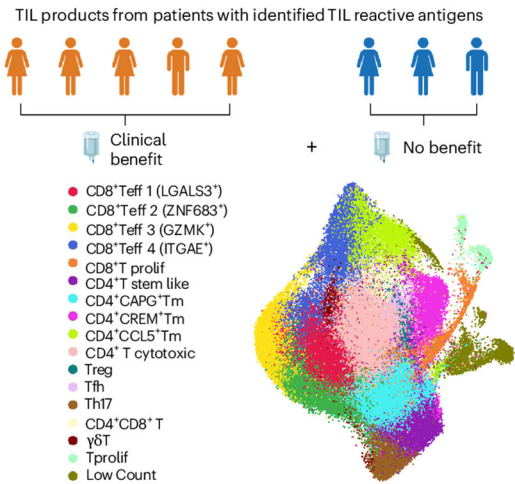 TIL products from patients with identified TIL reactive antigens
Clinical
benefit
+
No benefit
CD8⁺Teff 1 (LGALS3⁺)
CD8⁺Teff 2 (ZNF683⁺)
CD8⁺Teff 3 (GZMK⁺)
CD8⁺Teff 4 (ITGAE⁺)
CD8⁺T prolif
CD4⁺T stem like
CD4⁺CAPG⁺Tm
CD4⁺CREM⁺Tm
CD4⁺CCL5⁺Tm
CD4⁺ T cytotoxic
Treg
Tfh
Th17
CD4⁺CD8⁺ T
γδT
Tprolif
Low Count